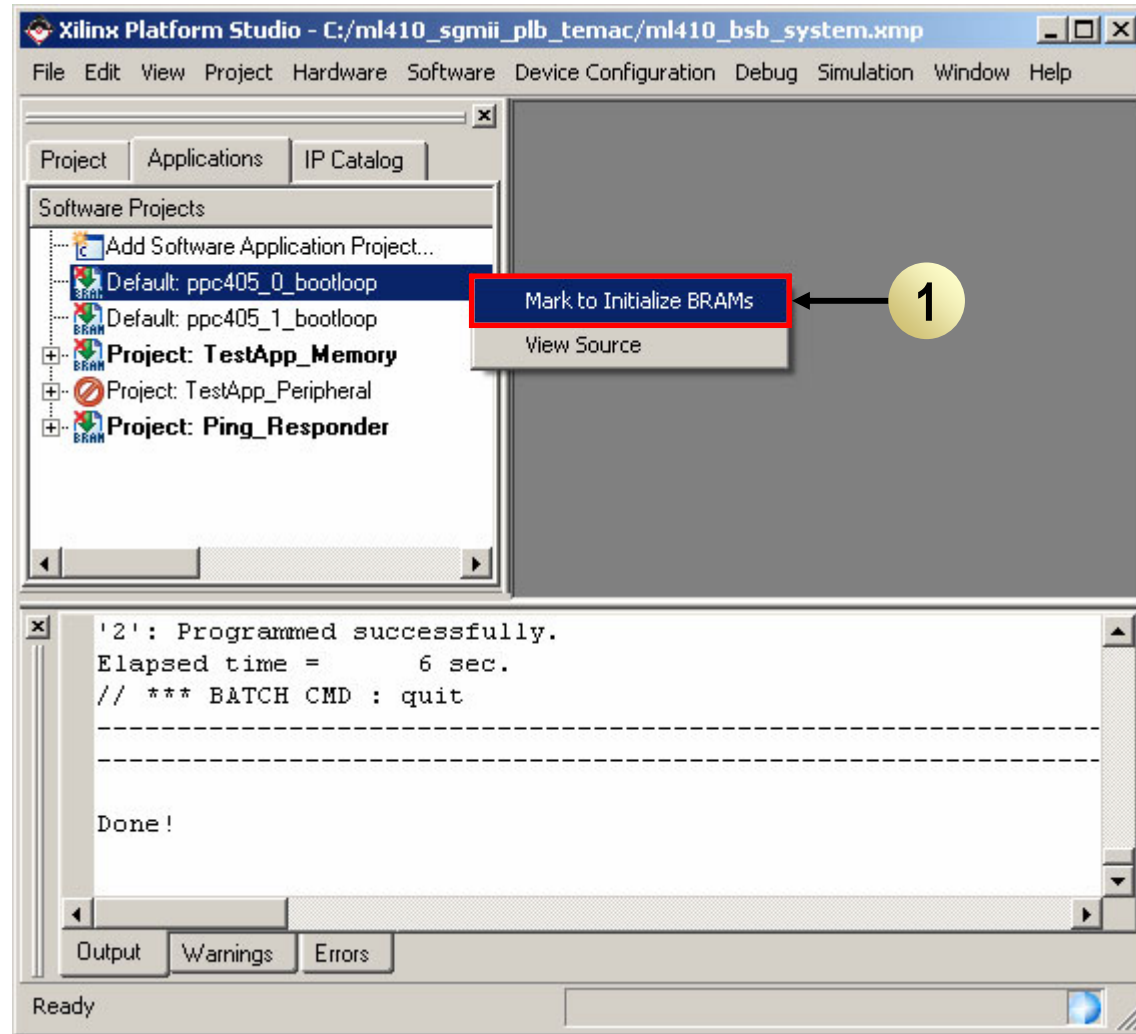 Xilinx Platform Studio - C:/ml410_sgmii_plb_temac/ml410_bsb_system.xmp
File Edit View Project Hardware Software Device Configuration Debug Simulation Window Help
Project Applications IP Catalog
Software Projects
Add Software Application Project...
Default: ppc405_0_bootloop
Default: ppc405_1_bootloop
Project: TestApp_Memory
Project: TestApp_Peripheral
Project: Ping_Responder
Mark to Initialize BRAMs
1
View Source
'2': Programmed successfully.
Elapsed time =      6 sec.
// *** BATCH CMD : quit
----------------------------------------------------------------
----------------------------------------------------------------
Done!
Output Warnings Errors
Ready